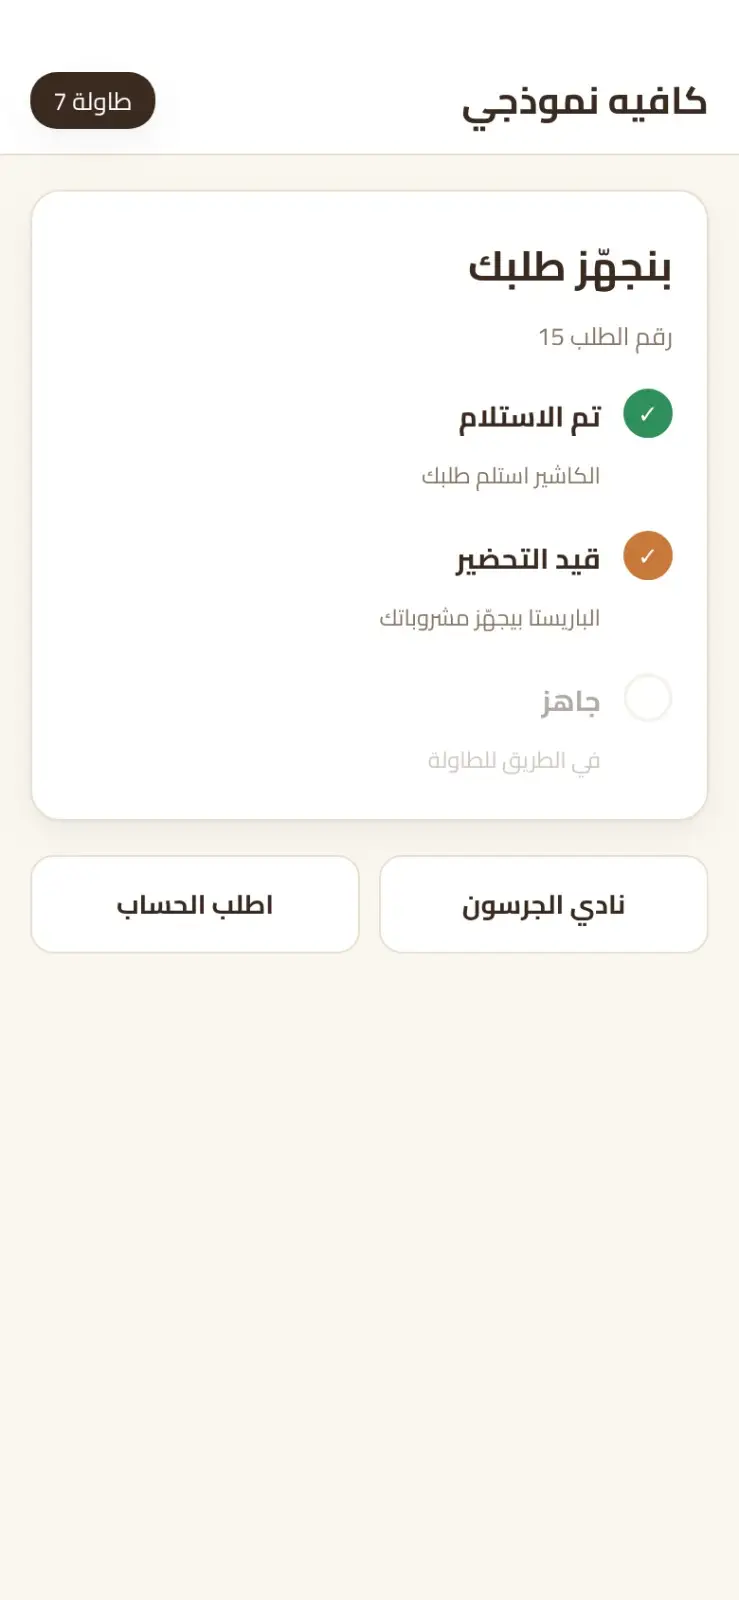 كافيه نموذجي
طاولة 7
بنجهّز طلبك
رقم الطلب 15
✓ تم الاستلام
الكاشير استلم طلبك
✓ قيد التحضير
الباريستا بيجهّز مشروباتك
جاهز
في الطريق للطاولة
نادي الجرسون
اطلب الحساب